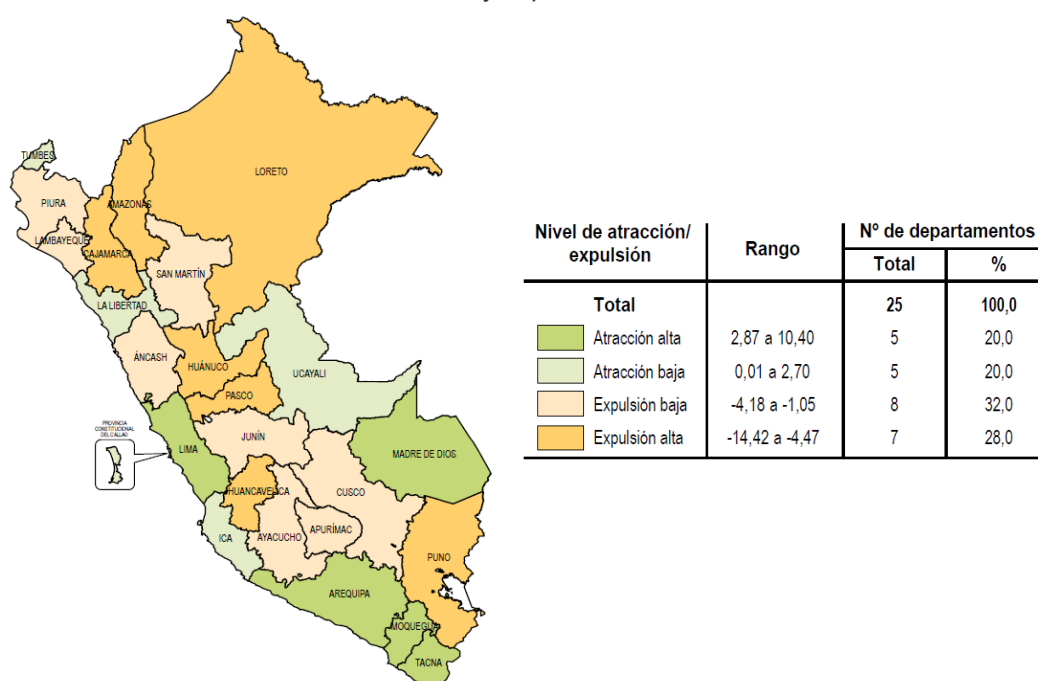 TUMBES
LORETO
PIURA
AMAZONAS
LAMBAYEQUE
CAJAMARCA
SAN MARTÍN
LA LIBERTAD
ÁNCASH
HUÁNUCO
UCAYALI
PASCO
PROVINCIA
CONSTITUCIONAL
DEL CALLAO
LIMA
JUNÍN
MADRE DE DIOS
HUANCAVELICA
CUSCO
ICA
AYACUCHO
APURÍMAC
PUNO
AREQUIPA
MOQUEGUA
TACNA
Nivel de atracción/
expulsión
Rango
Nº de departamentos
Total %
Total 25 100,0
Atracción alta 2,87 a 10,40 5 20,0
Atracción baja 0,01 a 2,70 5 20,0
Expulsión baja -4,18 a -1,05 8 32,0
Expulsión alta -14,42 a -4,47 7 28,0